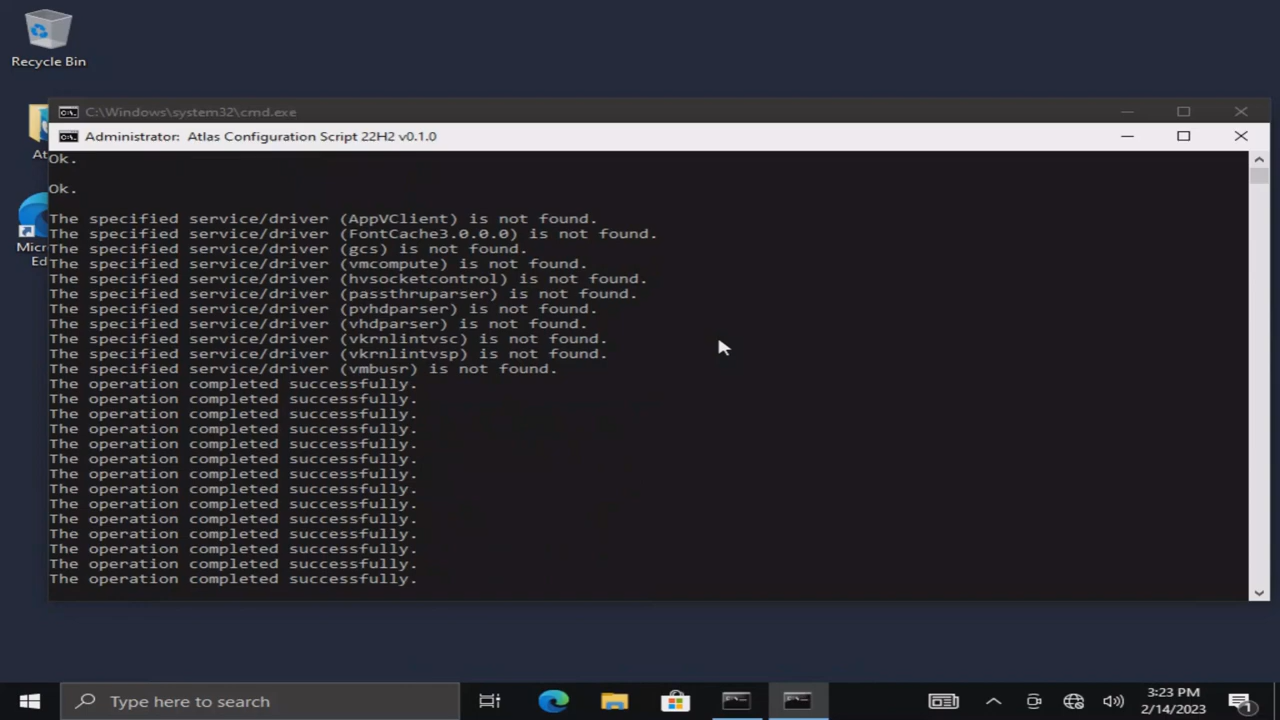 Recycle Bin
C:\Windows\system32\cmd.exe
Administrator:  Atlas Configuration Script 22H2 v0.1.0
Ok.
Ok.
The specified service/driver (AppVClient) is not found.
The specified service/driver (FontCache3.0.0.0) is not found.
The specified service/driver (gcs) is not found.
The specified service/driver (vmcompute) is not found.
The specified service/driver (hvsocketcontrol) is not found.
The specified service/driver (passthruparser) is not found.
The specified service/driver (pvhdparser) is not found.
The specified service/driver (vhdparser) is not found.
The specified service/driver (vkrnlintvsc) is not found.
The specified service/driver (vkrnlintvsp) is not found.
The specified service/driver (vmbusr) is not found.
The operation completed successfully.
The operation completed successfully.
The operation completed successfully.
The operation completed successfully.
The operation completed successfully.
The operation completed successfully.
The operation completed successfully.
The operation completed successfully.
The operation completed successfully.
The operation completed successfully.
The operation completed successfully.
The operation completed successfully.
The operation completed successfully.
The operation completed successfully.
At
Micr
Ed
Type here to search
3:23 PM
2/14/2023
1